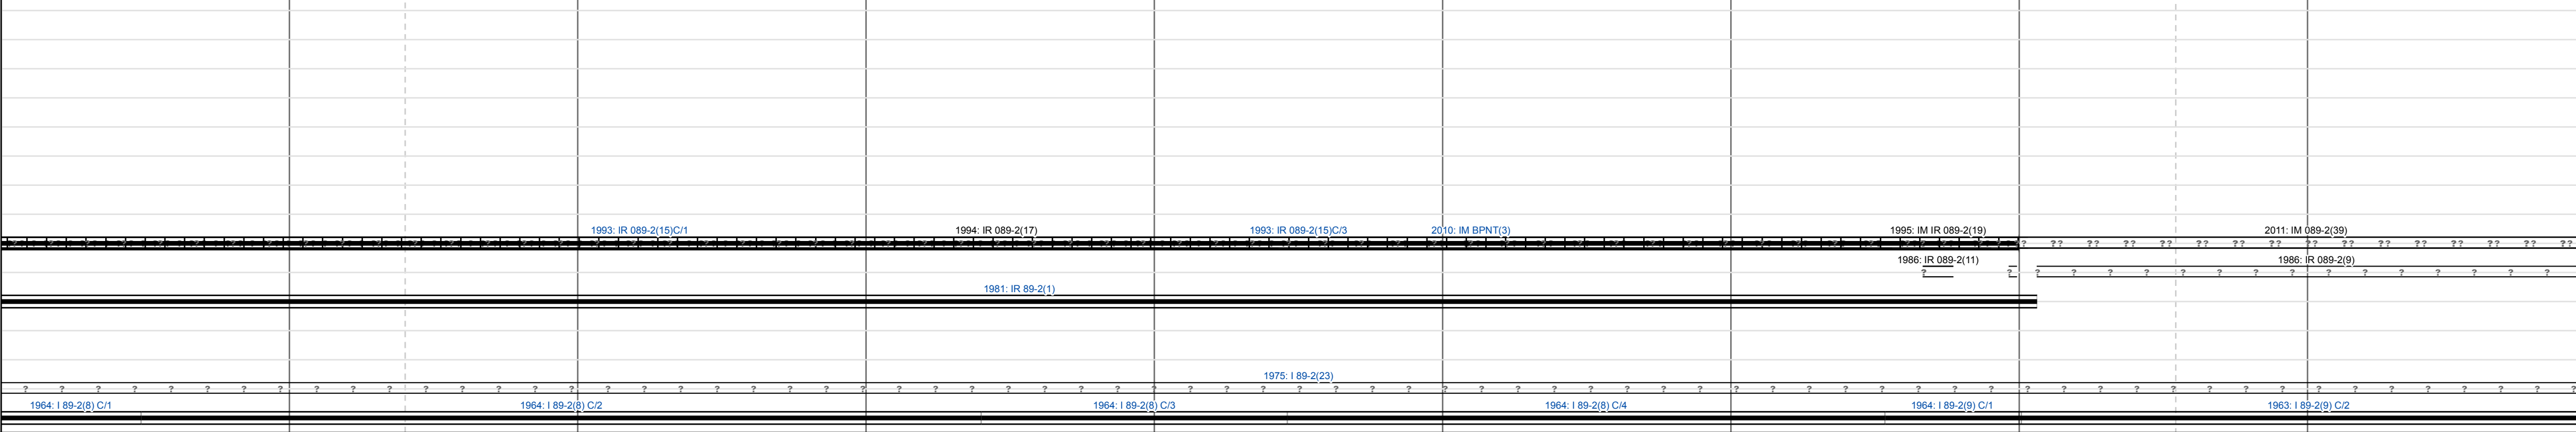 1993: IR 089-2(15)C/1 1994: IR 089-2(17) 1993: IR 089-2(15)C/3 2010: IM BPNT(3) 1995: IM IR 089-2(19) 2011: IM 089-2(39)
1986: IR 089-2(11) 1986: IR 089-2(9)
1981: IR 89-2(1)
1975: I 89-2(23)
1964: I 89-2(8) C/1 1964: I 89-2(8) C/2 1964: I 89-2(8) C/3 1964: I 89-2(8) C/4 1964: I 89-2(9) C/1 1963: I 89-2(9) C/2